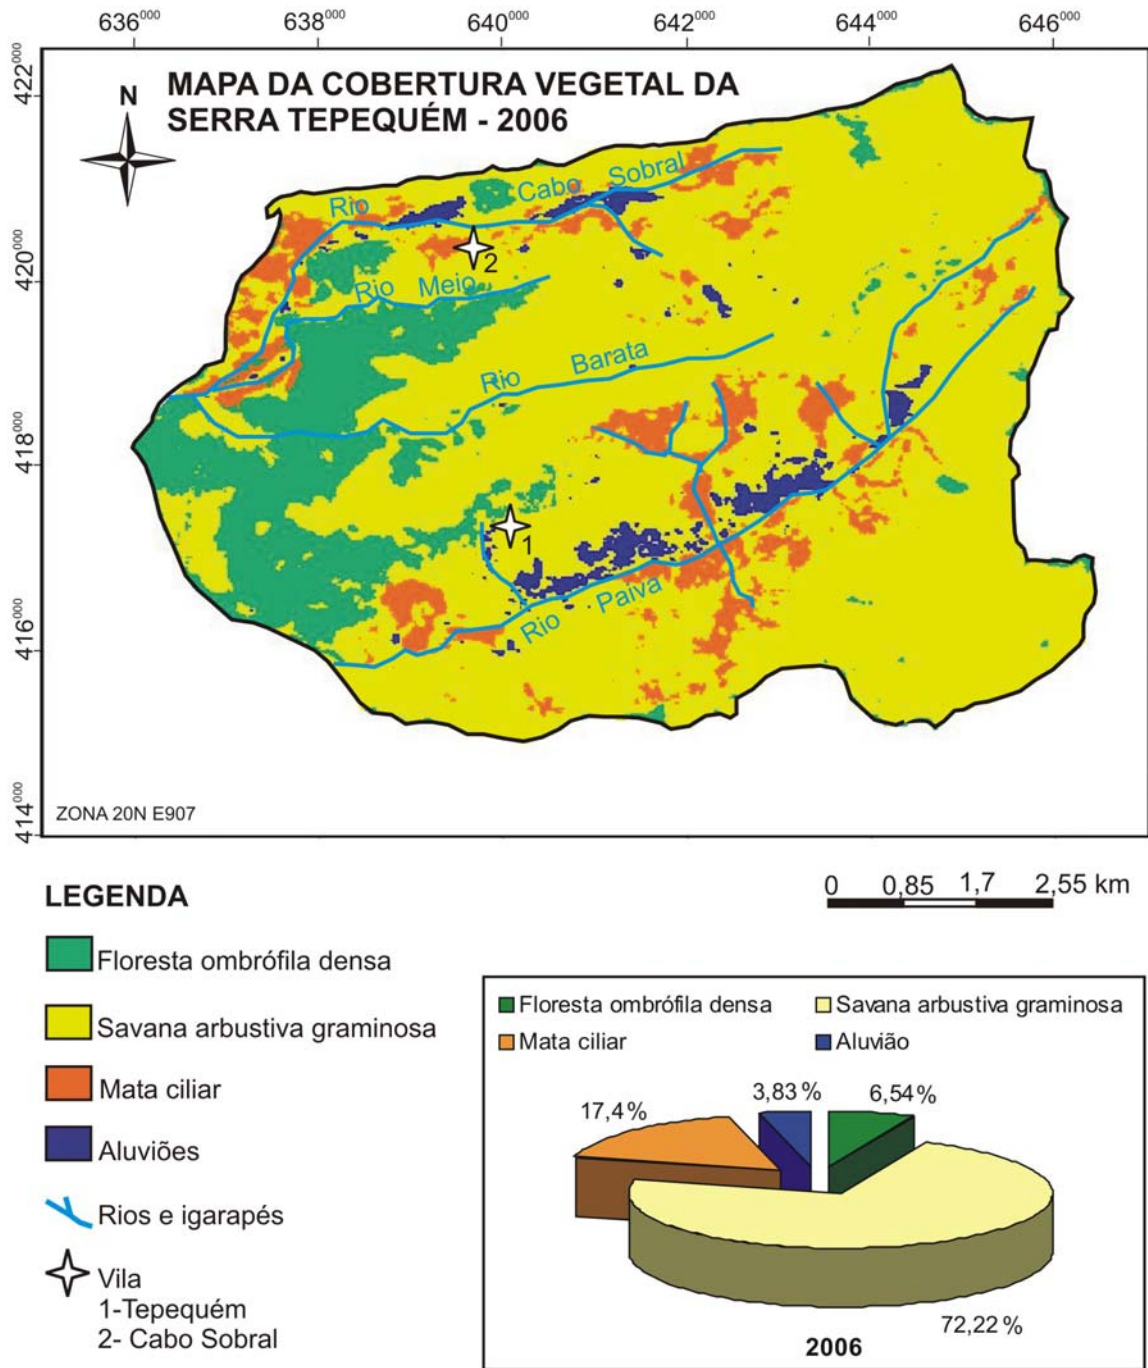 636000 638000 640000 642000 644000 646000
MAPA DA COBERTURA VEGETAL DA
SERRA TEPEQUÉM - 2006
N
422000
420000
418000
416000
414000
Rio Cabo Sobral
2
Rio Meio
Rio Barata
1
Rio Paiva
ZONA 20N E907
LEGENDA
0 0,85 1,7 2,55 km
Floresta ombrófila densa
Savana arbustiva graminosa
Mata ciliar
Aluviões
Rios e igarapés
Vila
1-Tepequém
2- Cabo Sobral
Floresta ombrófila densa Savana arbustiva graminosa
Mata ciliar Aluvião
3,83 % 6,54 %
17,4 %
72,22 %
2006